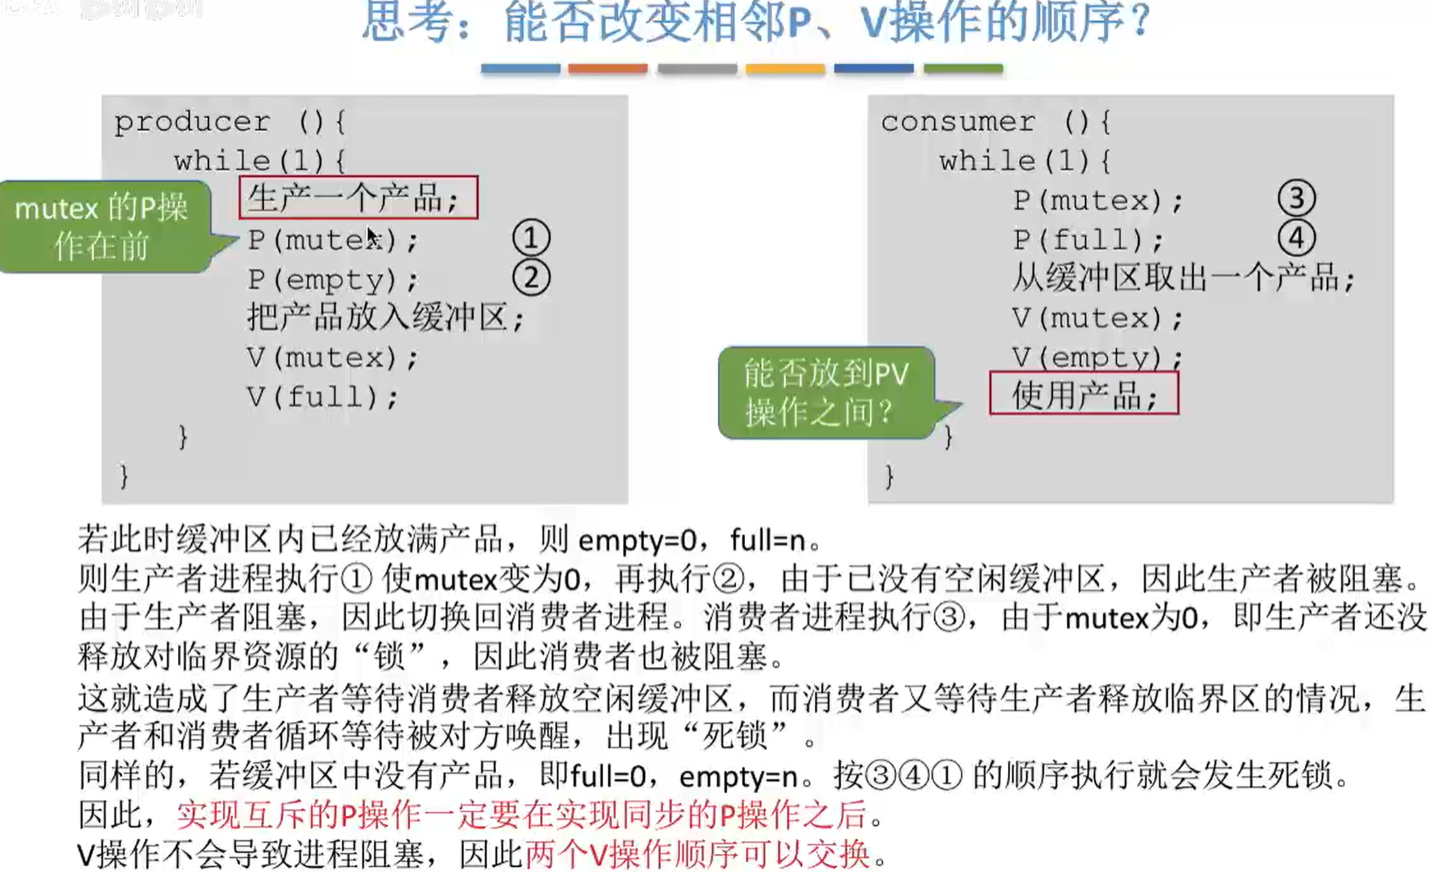 思考：能否改变相邻P、V操作的顺序？
producer (){
while(1){
生产一个产品;
mutex 的P操
作在前
P(mutex); ①
P(empty); ②
把产品放入缓冲区;
V(mutex);
V(full);
}
}
consumer (){
while(1){
P(mutex); ③
P(full); ④
从缓冲区取出一个产品;
V(mutex);
V(empty);
能否放到PV
操作之间？
使用产品;
}
}
若此时缓冲区内已经放满产品，则 empty=0，full=n。
则生产者进程执行① 使mutex变为0，再执行②，由于已没有空闲缓冲区，因此生产者被阻塞。
由于生产者阻塞，因此切换回消费者进程。消费者进程执行③，由于mutex为0，即生产者还没
释放对临界资源的“锁”，因此消费者也被阻塞。
这就造成了生产者等待消费者释放空闲缓冲区，而消费者又等待生产者释放临界区的情况，生
产者和消费者循环等待被对方唤醒，出现“死锁”。
同样的，若缓冲区中没有产品，即full=0，empty=n。按③④① 的顺序执行就会发生死锁。
因此，实现互斥的P操作一定要在实现同步的P操作之后。
V操作不会导致进程阻塞，因此两个V操作顺序可以交换。